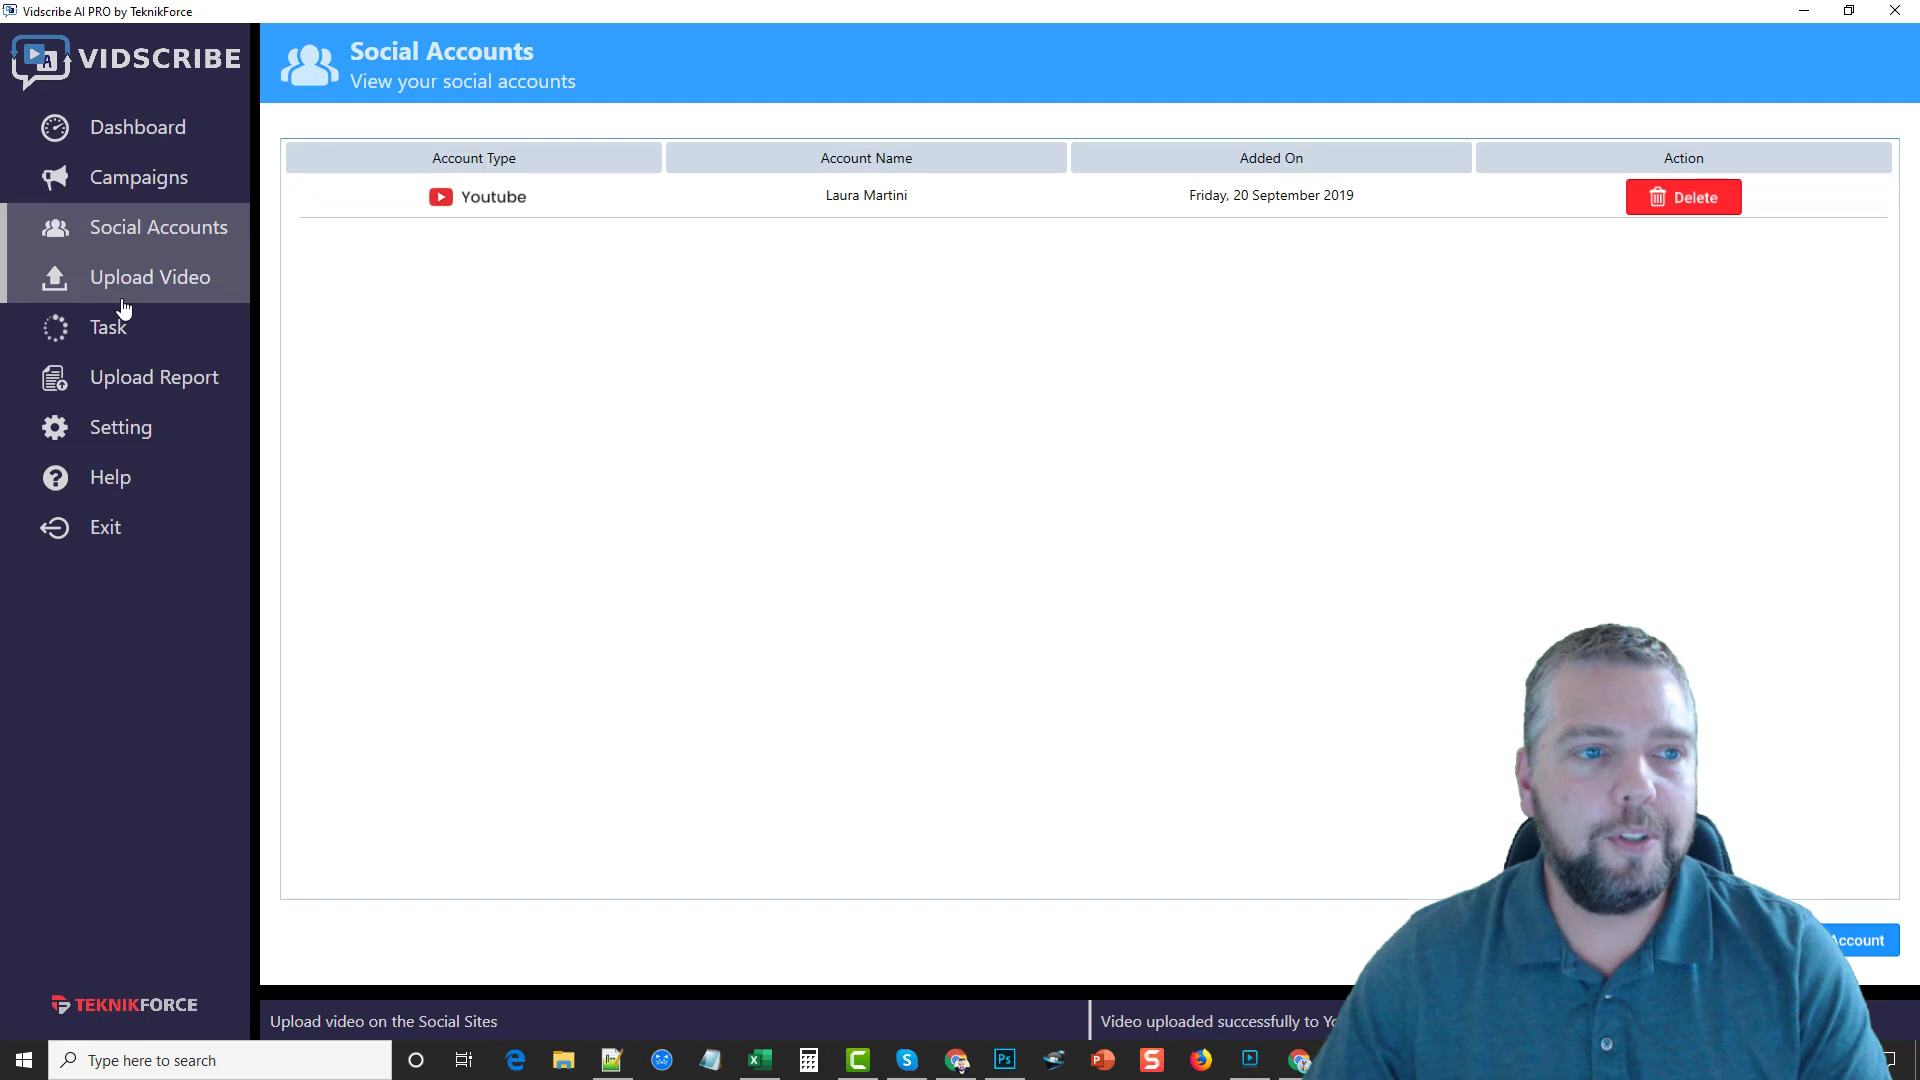 Vidscribe AI PRO by TeknikForce
VIDSCRIBE
Dashboard
Campaigns
Social Accounts
Upload Video
Task
Upload Report
Setting
Help
Exit
TEKNIKFORCE
Social Accounts
View your social accounts
Account Type Account Name Added On Action
Youtube Laura Martini Friday, 20 September 2019 Delete
Account
Upload video on the Social Sites
Video uploaded successfully to
Type here to search